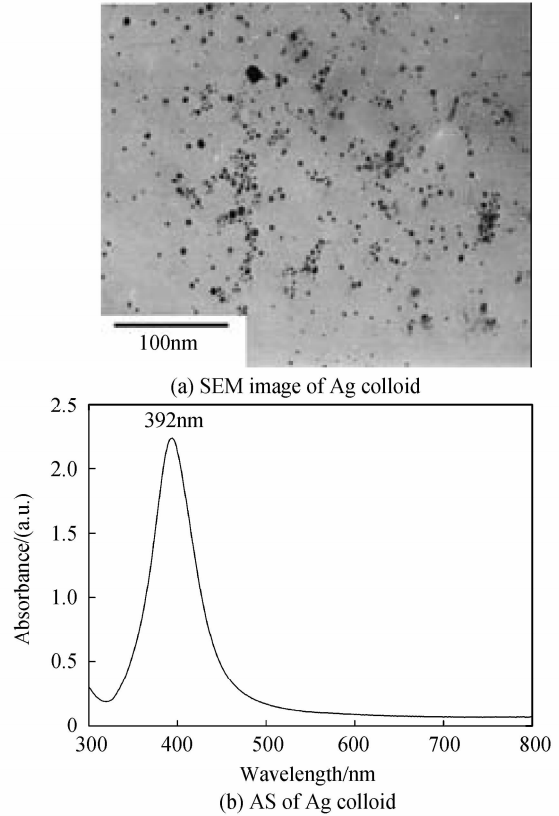 100nm
(a) SEM image of Ag colloid
2.5
392nm
2.0
1.5
1.0
0.5
0
Absorbance/(a.u.)
300 400 500 600 700 800
Wavelength/nm
(b) AS of Ag colloid